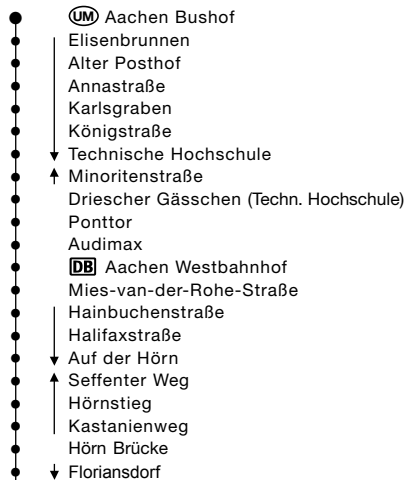 UM Aachen Bushof
Elisenbrunnen
Alter Posthof
Annastraße
Karlsgraben
Königstraße
Technische Hochschule
Minoritenstraße
Driescher Gässchen (Techn. Hochschule)
Ponttor
Audimax
DB Aachen Westbahnhof
Mies-van-der-Rohe-Straße
Hainbuchenstraße
Halifaxstraße
Auf der Hörn
Seffenter Weg
Hörnstieg
Kastanienweg
Hörn Brücke
Floriansdorf